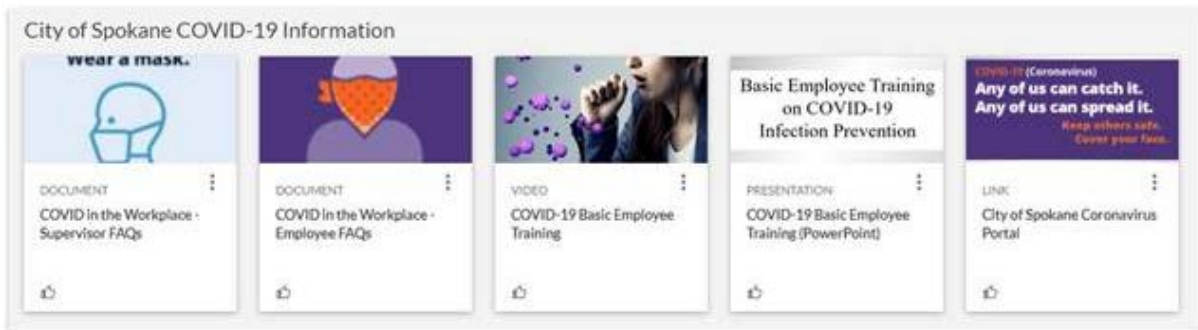 City of Spokane COVID-19 Information
Wear a mask.
DOCUMENT
COVID in the Workplace -
Supervisor FAQs
DOCUMENT
COVID in the Workplace -
Employee FAQs
VIDEO
COVID-19 Basic Employee
Training
Basic Employee Training
on COVID-19
Infection Prevention
PRESENTATION
COVID-19 Basic Employee
Training (PowerPoint)
COVID-19 (Coronavirus)
Any of us can catch it.
Any of us can spread it.
Keep others safe.
Cover your face.
LINK
City of Spokane Coronavirus
Portal